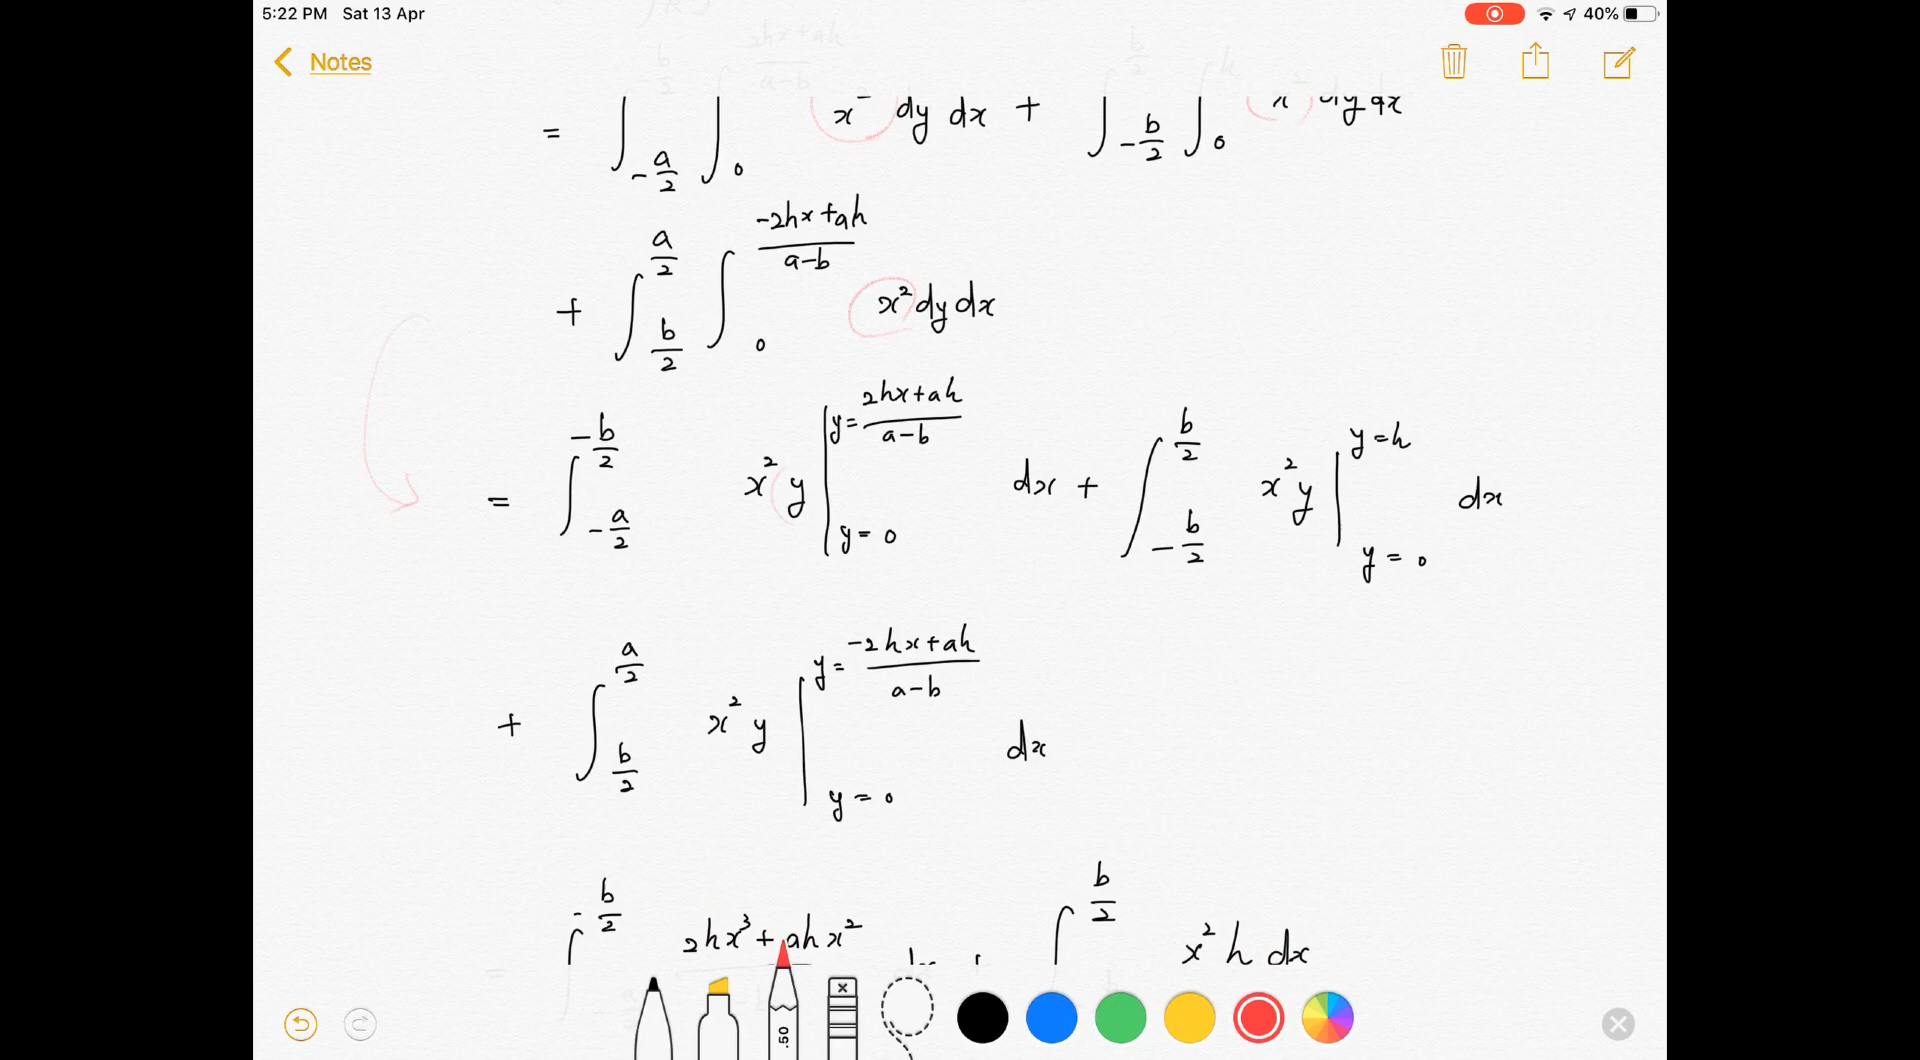 5:22 PM Sat 13 Apr 40%
Notes
= ∫_{-a/2} ∫_0 x² dy dx + ∫_{-b/2} ∫_0 x² dy dx
+ ∫_{b/2}^{a/2} ∫_0^{(-2hx+ah)/(a-b)} x² dy dx
= ∫_{-a/2}^{-b/2} x² y |_{y=0}^{y=(2hx+ah)/(a-b)} dx + ∫_{-b/2}^{b/2} x² y |_{y=0}^{y=h} dx
+ ∫_{b/2}^{a/2} x² y |_{y=0}^{y=(-2hx+ah)/(a-b)} dx
∫^{-b/2} 2hx³+ahx² ∫^{b/2} x² h dx
.50